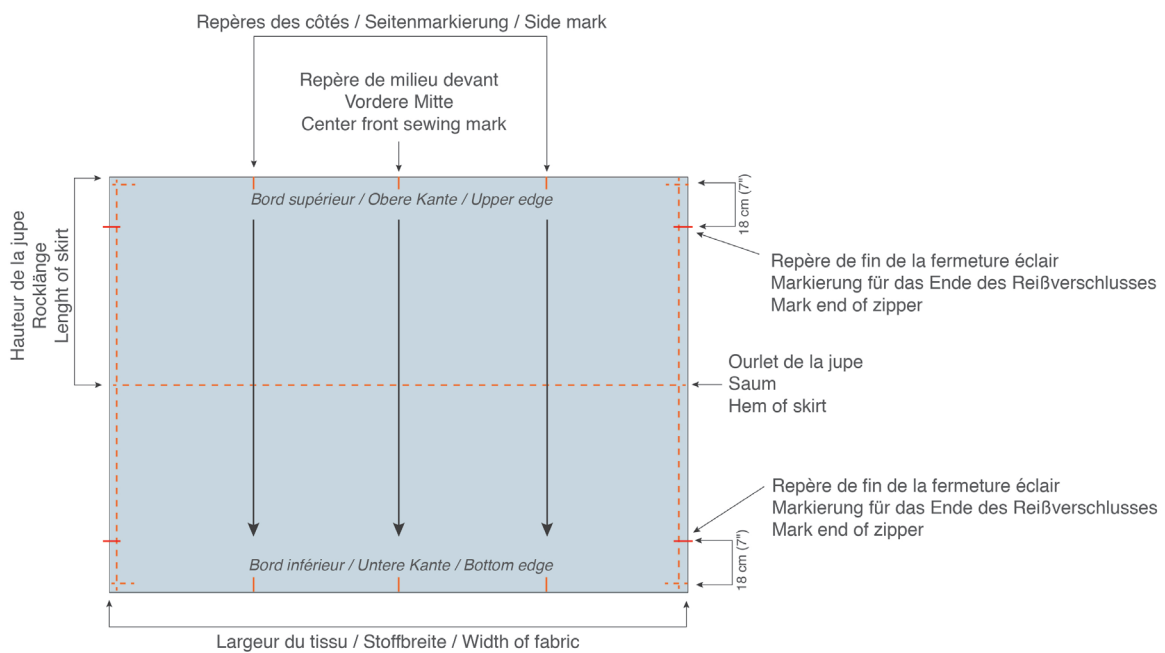 Repères des côtés / Seitenmarkierung / Side mark
Repère de milieu devant
Vordere Mitte
Center front sewing mark
Bord supérieur / Obere Kante / Upper edge
18 cm (7")
Hauteur de la jupe
Rocklänge
Lenght of skirt
Repère de fin de la fermeture éclair
Markierung für das Ende des Reißverschlusses
Mark end of zipper
Ourlet de la jupe
Saum
Hem of skirt
Repère de fin de la fermeture éclair
Markierung für das Ende des Reißverschlusses
Mark end of zipper
18 cm (7")
Bord inférieur / Untere Kante / Bottom edge
Largeur du tissu / Stoffbreite / Width of fabric